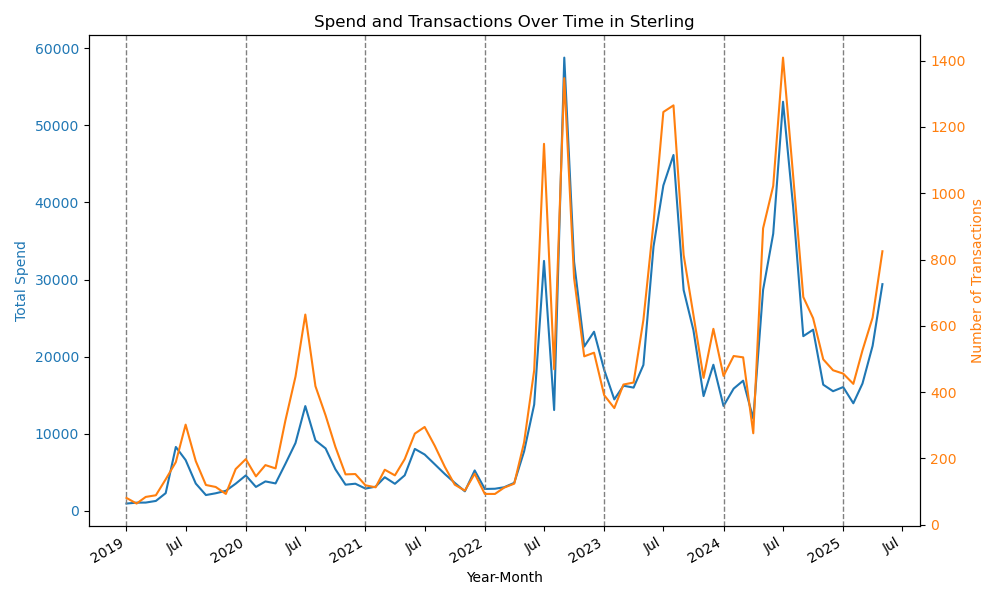 Spend and Transactions Over Time in Sterling
Total Spend
60000
50000
40000
30000
20000
10000
0
Number of Transactions
1400
1200
1000
800
600
400
200
0
2019
Jul
2020
Jul
2021
Jul
2022
Jul
2023
Jul
2024
Jul
2025
Jul
Year-Month